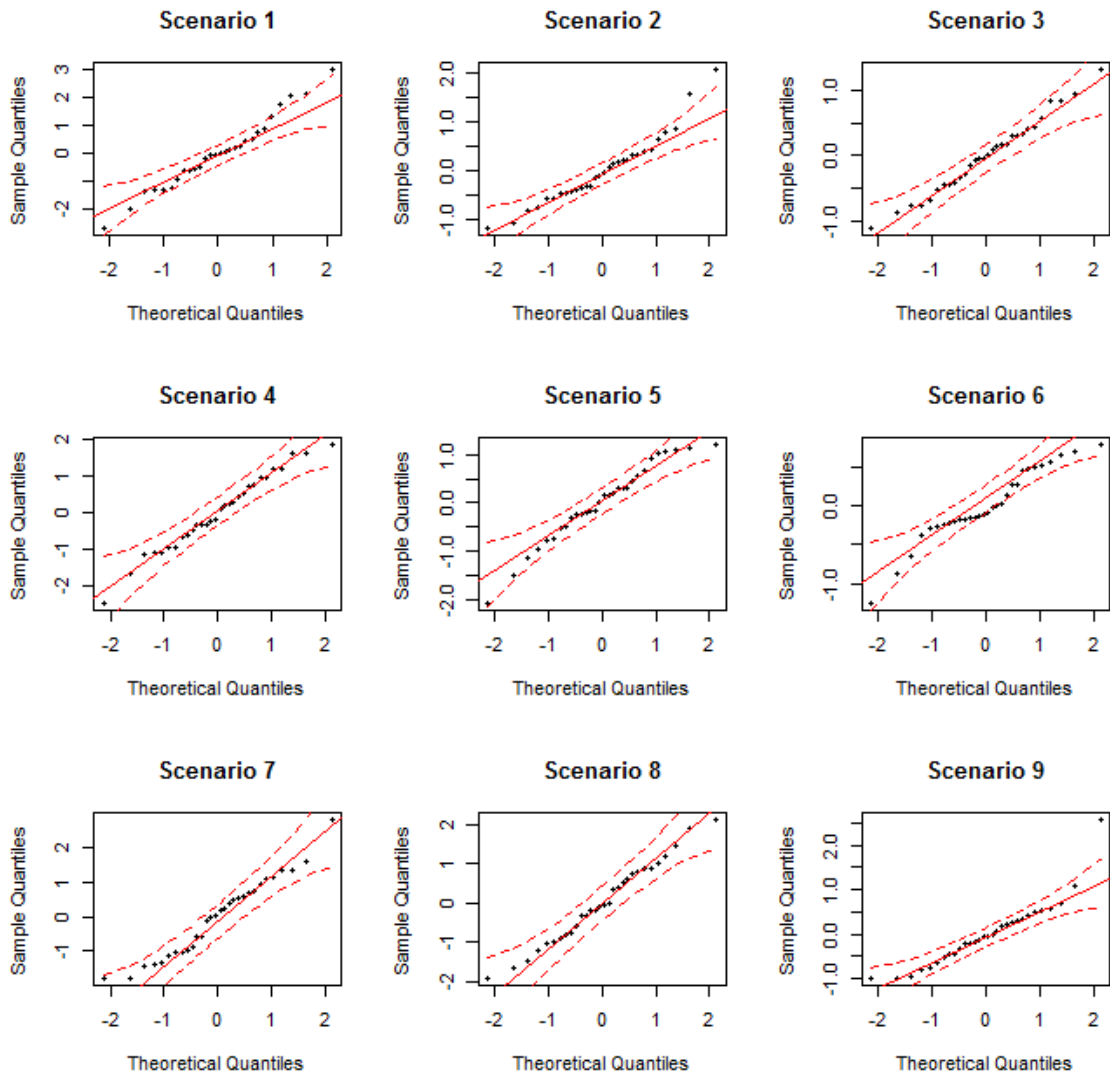 Scenario 1 Scenario 2 Scenario 3
Sample Quantiles Sample Quantiles Sample Quantiles
3 2 0 -2
2.0 1.0 0.0 -1.0
1.0 0.0 -1.0
-2 -1 0 1 2 -2 -1 0 1 2 -2 -1 0 1 2
Theoretical Quantiles Theoretical Quantiles Theoretical Quantiles
Scenario 4 Scenario 5 Scenario 6
Sample Quantiles Sample Quantiles Sample Quantiles
2 1 0 -1 -2
1.0 0.0 -1.0 -2.0
0.0 -1.0
-2 -1 0 1 2 -2 -1 0 1 2 -2 -1 0 1 2
Theoretical Quantiles Theoretical Quantiles Theoretical Quantiles
Scenario 7 Scenario 8 Scenario 9
Sample Quantiles Sample Quantiles Sample Quantiles
2 1 0 -1
2 1 0 -1 -2
2.0 1.0 0.0 -1.0
-2 -1 0 1 2 -2 -1 0 1 2 -2 -1 0 1 2
Theoretical Quantiles Theoretical Quantiles Theoretical Quantiles